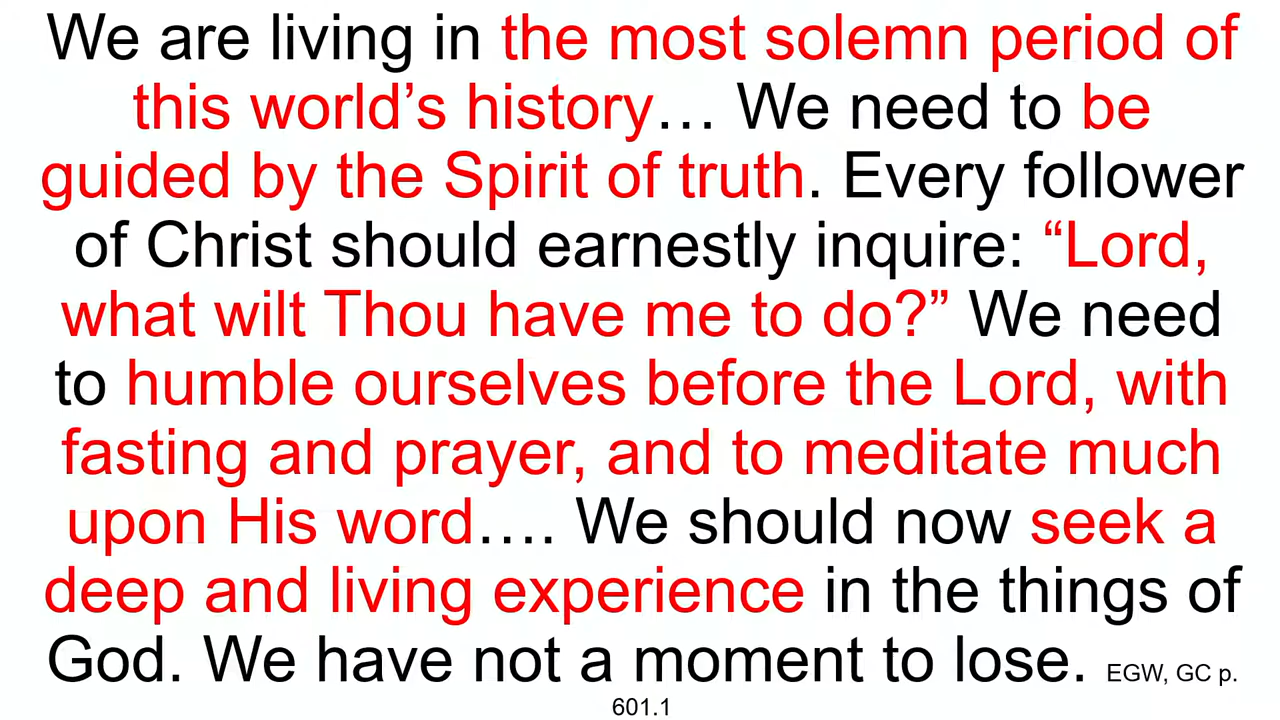 We are living in the most solemn period of
this world’s history… We need to be
guided by the Spirit of truth. Every follower
of Christ should earnestly inquire: “Lord,
what wilt Thou have me to do?” We need
to humble ourselves before the Lord, with
fasting and prayer, and to meditate much
upon His word…. We should now seek a
deep and living experience in the things of
God. We have not a moment to lose. EGW, GC p.
601.1